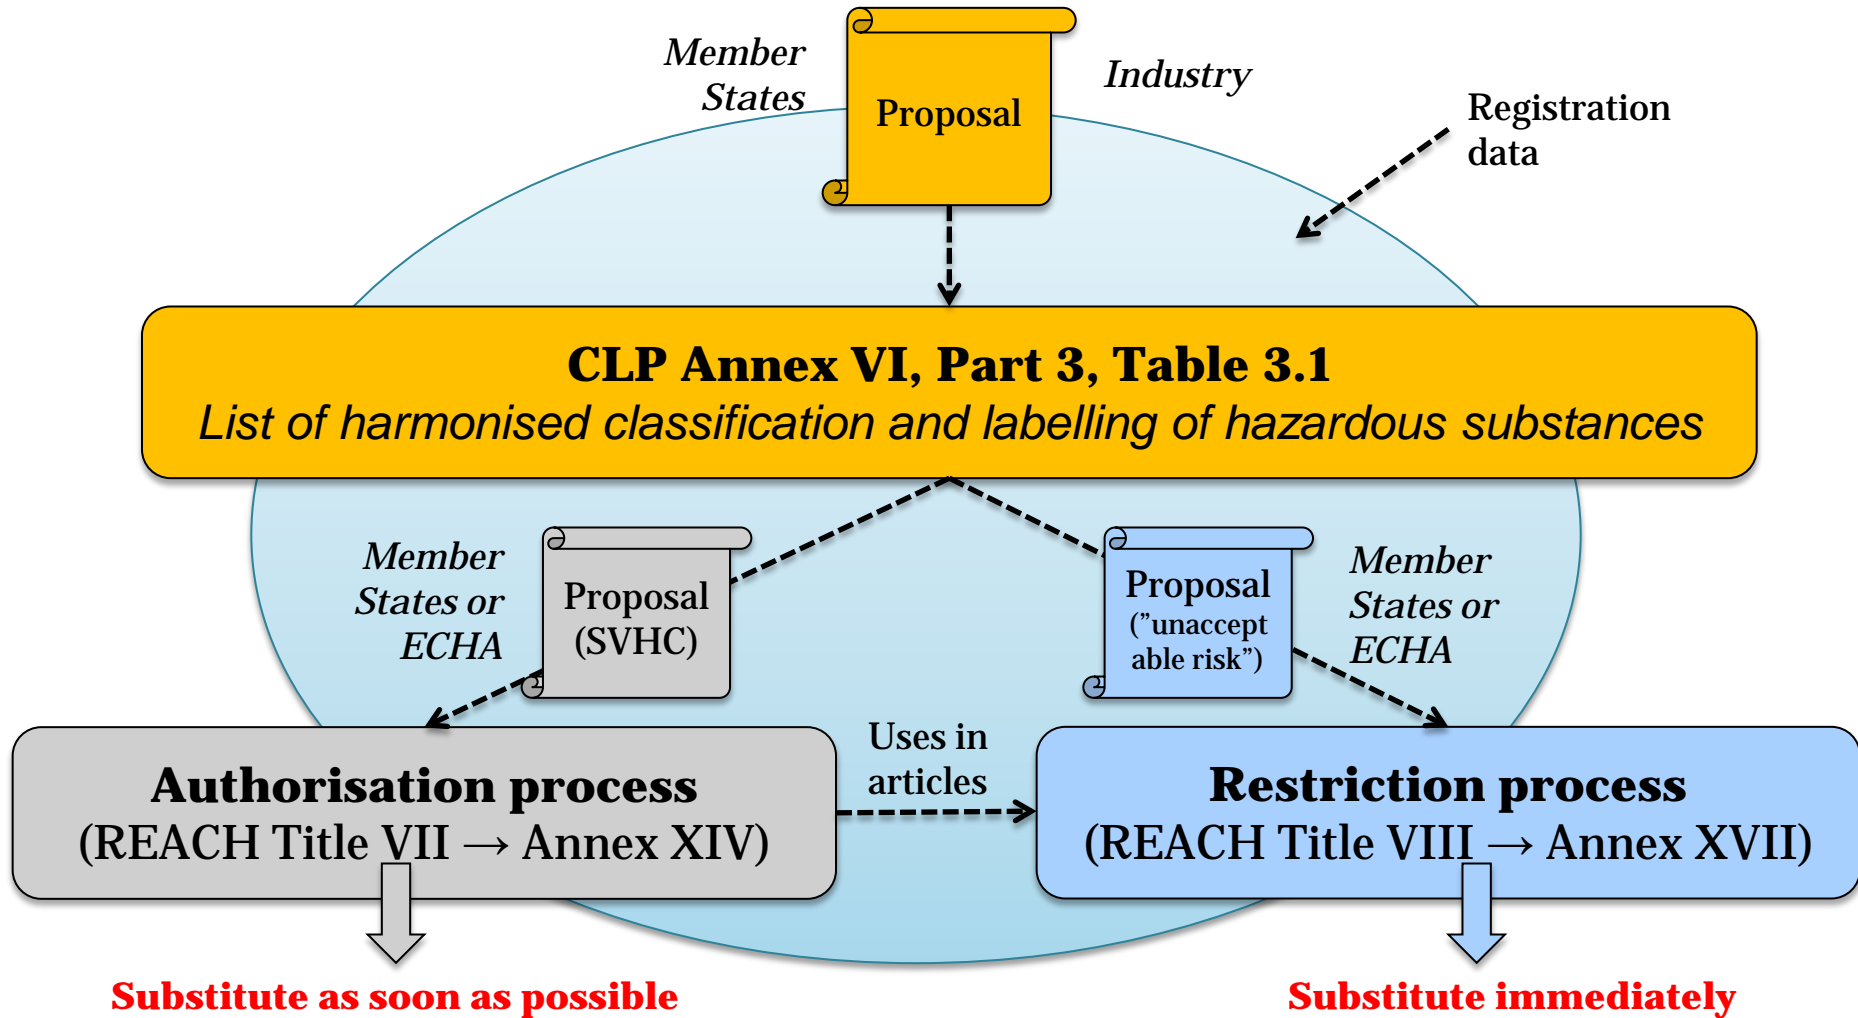 Member
States
Proposal
Industry
Registration
data
CLP Annex VI, Part 3, Table 3.1
List of harmonised classification and labelling of hazardous substances
Member
States or
ECHA
Proposal
(SVHC)
Proposal
(”unaccept
able risk”)
Member
States or
ECHA
Authorisation process
(REACH Title VII → Annex XIV)
Uses in
articles
Restriction process
(REACH Title VIII → Annex XVII)
Substitute as soon as possible
Substitute immediately